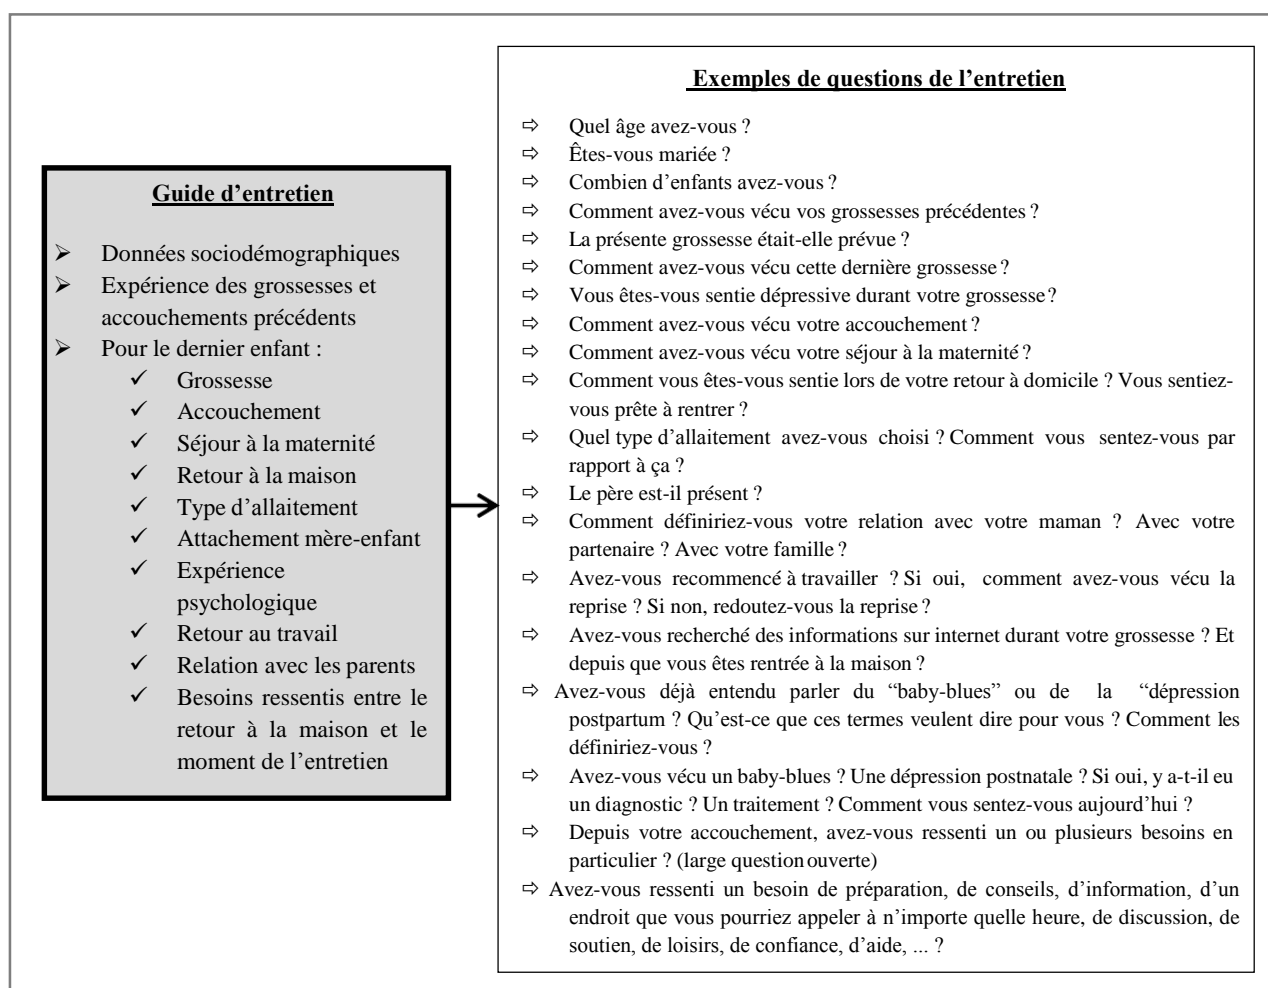 Guide d’entretien
➢ Données sociodémographiques
➢ Expérience des grossesses et
accouchements précédents
➢ Pour le dernier enfant :
✓ Grossesse
✓ Accouchement
✓ Séjour à la maternité
✓ Retour à la maison
✓ Type d’allaitement
✓ Attachement mère-enfant
✓ Expérience
psychologique
✓ Retour au travail
✓ Relation avec les parents
✓ Besoins ressentis entre le
retour à la maison et le
moment de l’entretien
Exemples de questions de l’entretien
⇨ Quel âge avez-vous ?
⇨ Êtes-vous mariée ?
⇨ Combien d’enfants avez-vous ?
⇨ Comment avez-vous vécu vos grossesses précédentes ?
⇨ La présente grossesse était-elle prévue ?
⇨ Comment avez-vous vécu cette dernière grossesse ?
⇨ Vous êtes-vous sentie dépressive durant votre grossesse ?
⇨ Comment avez-vous vécu votre accouchement ?
⇨ Comment avez-vous vécu votre séjour à la maternité ?
⇨ Comment vous êtes-vous sentie lors de votre retour à domicile ? Vous sentiez-
vous prête à rentrer ?
⇨ Quel type d’allaitement avez-vous choisi ? Comment vous sentez-vous par
rapport à ça ?
⇨ Le père est-il présent ?
⇨ Comment définiriez-vous votre relation avec votre maman ? Avec votre
partenaire ? Avec votre famille ?
⇨ Avez-vous recommencé à travailler ? Si oui, comment avez-vous vécu la
reprise ? Si non, redoutez-vous la reprise ?
⇨ Avez-vous recherché des informations sur internet durant votre grossesse ? Et
depuis que vous êtes rentrée à la maison ?
⇨ Avez-vous déjà entendu parler du “baby-blues” ou de la “dépression
postpartum ? Qu’est-ce que ces termes veulent dire pour vous ? Comment les
définiriez-vous ?
⇨ Avez-vous vécu un baby-blues ? Une dépression postnatale ? Si oui, y a-t-il eu
un diagnostic ? Un traitement ? Comment vous sentez-vous aujourd’hui ?
⇨ Depuis votre accouchement, avez-vous ressenti un ou plusieurs besoins en
particulier ? (large question ouverte)
⇨ Avez-vous ressenti un besoin de préparation, de conseils, d’information, d’un
endroit que vous pourriez appeler à n’importe quelle heure, de discussion, de
soutien, de loisirs, de confiance, d’aide, ... ?